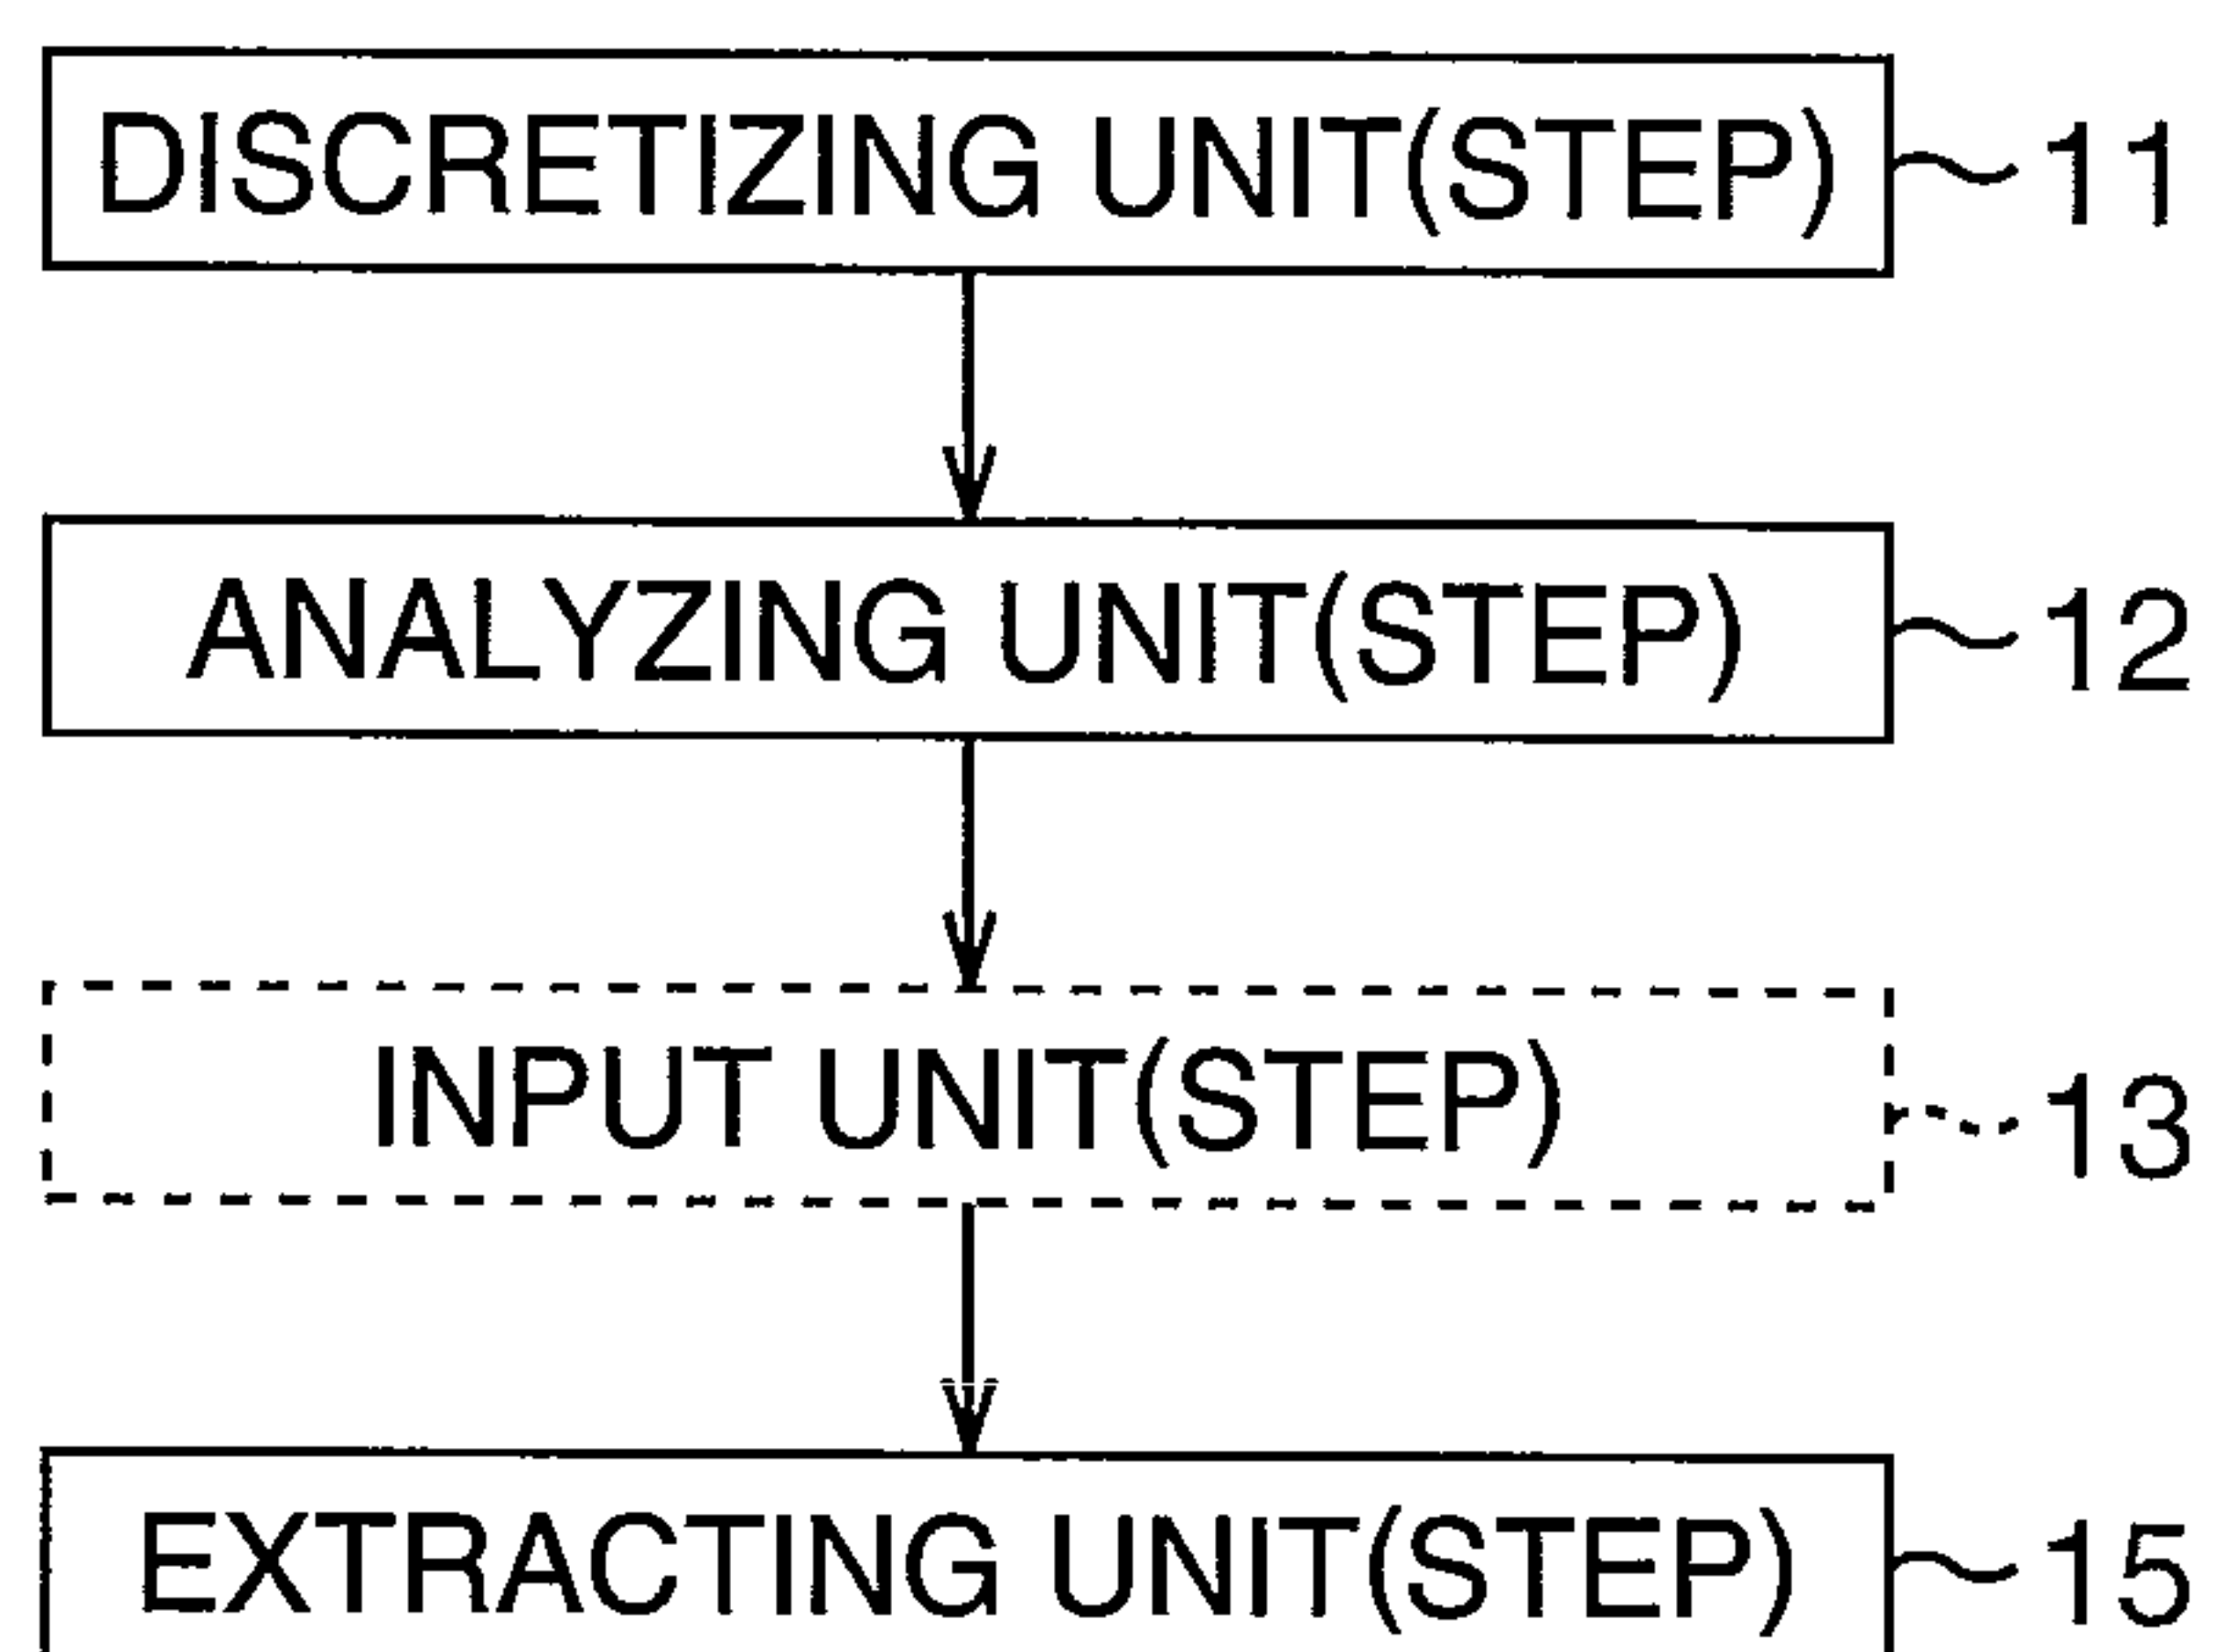 DISCRETIZING UNIT(STEP) 11
ANALYZING UNIT(STEP) 12
INPUT UNIT(STEP) 13
EXTRACTING UNIT(STEP) 15